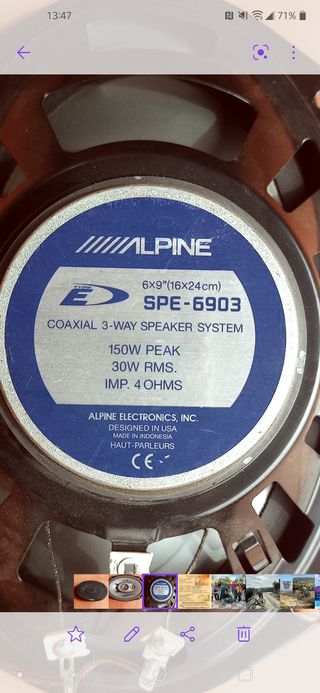 13:47
71%
ALPINE
TYPE
E
6×9"(16×24cm)
SPE-6903
COAXIAL 3-WAY SPEAKER SYSTEM
150W PEAK
30W RMS.
IMP. 4 OHMS
ALPINE ELECTRONICS, INC.
DESIGNED IN USA
MADE IN INDONESIA
HAUT-PARLEURS
CE